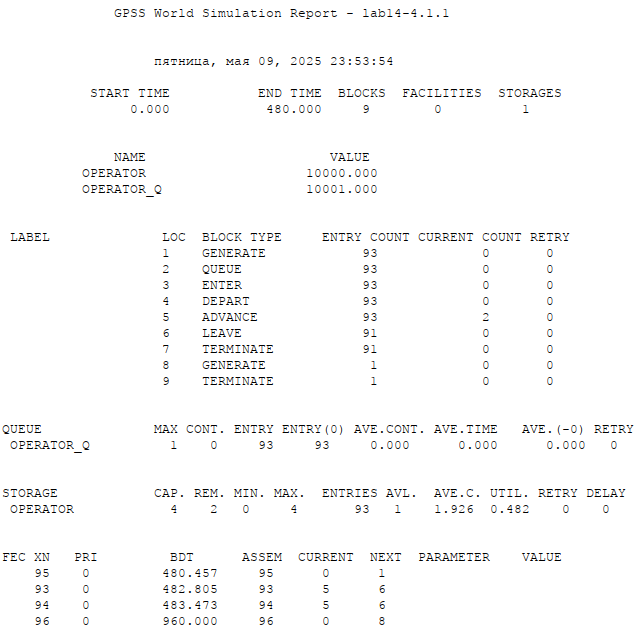 GPSS World Simulation Report - lab14-4.1.1
пятница, мая 09, 2025 23:53:54
START TIME END TIME BLOCKS FACILITIES STORAGES
0.000 480.000 9 0 1
NAME VALUE
OPERATOR 10000.000
OPERATOR_Q 10001.000
LABEL LOC BLOCK TYPE ENTRY COUNT CURRENT COUNT RETRY
1 GENERATE 93 0 0
2 QUEUE 93 0 0
3 ENTER 93 0 0
4 DEPART 93 0 0
5 ADVANCE 93 2 0
6 LEAVE 91 0 0
7 TERMINATE 91 0 0
8 GENERATE 1 0 0
9 TERMINATE 1 0 0
QUEUE MAX CONT. ENTRY ENTRY(0) AVE.CONT. AVE.TIME AVE.(-0) RETRY
OPERATOR_Q 1 0 93 93 0.000 0.000 0.000 0
STORAGE CAP. REM. MIN. MAX. ENTRIES AVL. AVE.C. UTIL. RETRY DELAY
OPERATOR 4 2 0 4 93 1 1.926 0.482 0 0
FEC XN PRI BDT ASSEM CURRENT NEXT PARAMETER VALUE
95 0 480.457 95 0 1
93 0 482.805 93 5 6
94 0 483.473 94 5 6
96 0 960.000 96 0 8